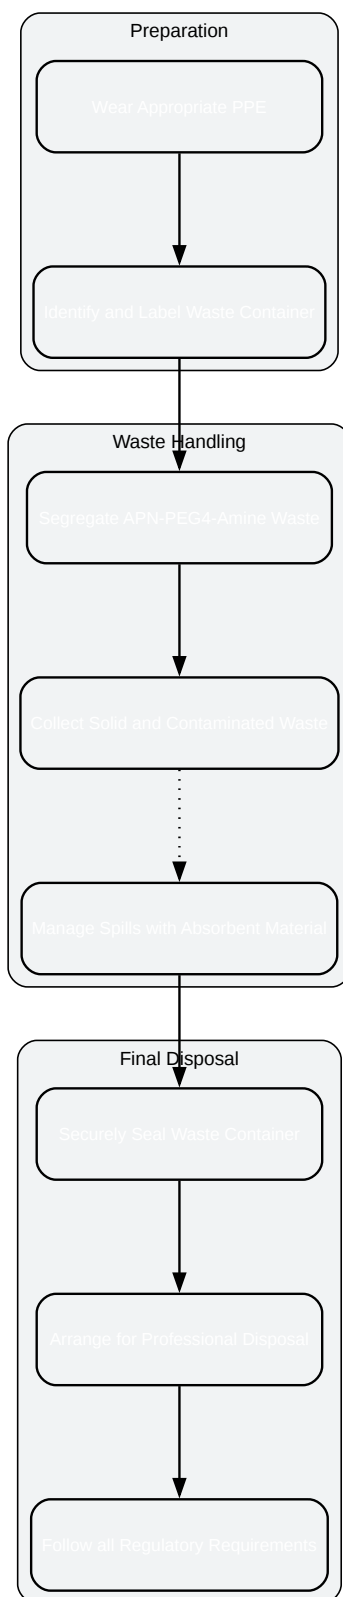 Preparation
Wear Appropriate PPE
Identify and Label Waste Container
Waste Handling
Segregate APN-PEG4-Amine Waste
Collect Solid and Contaminated Waste
Manage Spills with Absorbent Material
Final Disposal
Securely Seal Waste Container
Arrange for Professional Disposal
Follow all Regulatory Requirements